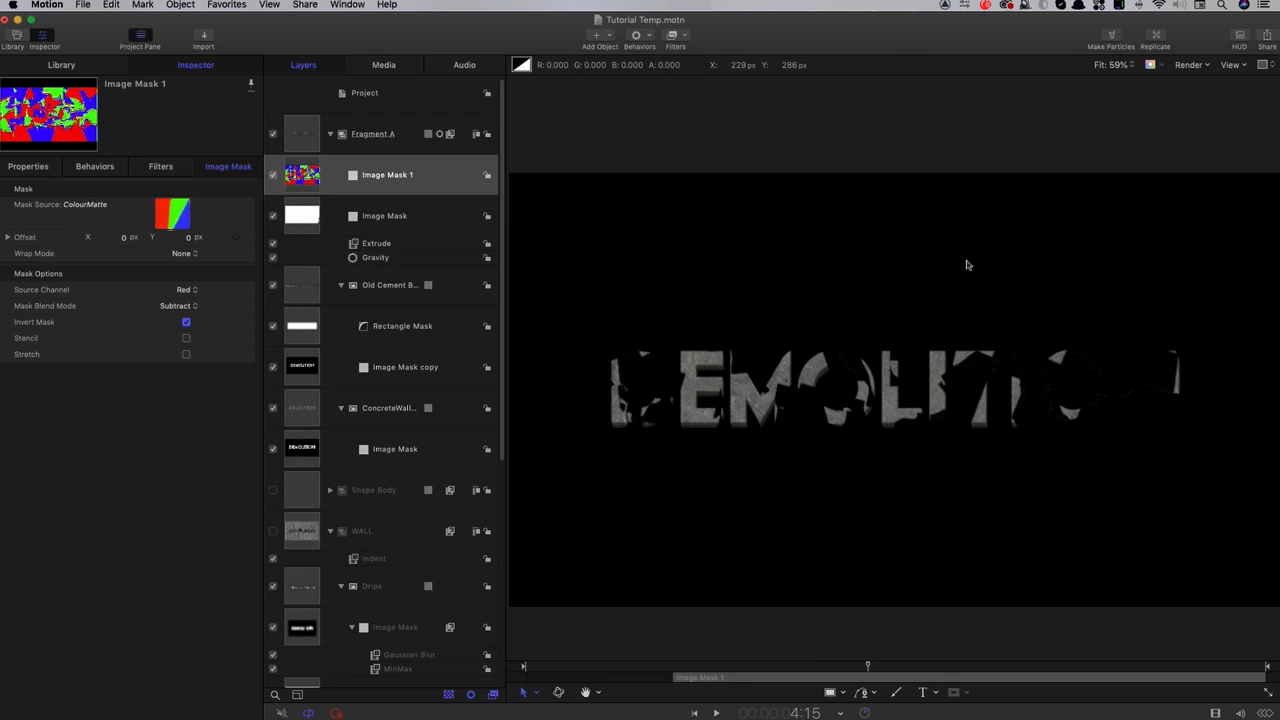 Motion File Edit Mark Object Favorites View Share Window Help
Tutorial Temp.motn
Library Inspector Project Pane Import Add Object Behaviors Filters Make Particles Replicate HUD Share
Library Inspector Layers Media Audio R: 0.000 G: 0.000 B: 0.000 A: 0.000 X: 229 px Y: 286 px Fit: 59% Render View
Image Mask 1
Properties Behaviors Filters Image Mask
Mask
Mask Source: ColourMatte
Offset X 0 px Y 0 px
Wrap Mode None
Mask Options
Source Channel Red
Mask Blend Mode Subtract
Invert Mask
Stencil
Stretch
Project
Fragment A
Image Mask 1
Image Mask
Extrude
Gravity
Old Cement B...
Rectangle Mask
DEMOLITION
Image Mask copy
ConcreteWall...
DEMOLITION
Image Mask
Shape Body
WALL
Indent
Drips
Image Mask
Gaussian Blur
MinMax
DEMOLITION
Image Mask 1
T
00:00:00:04:15